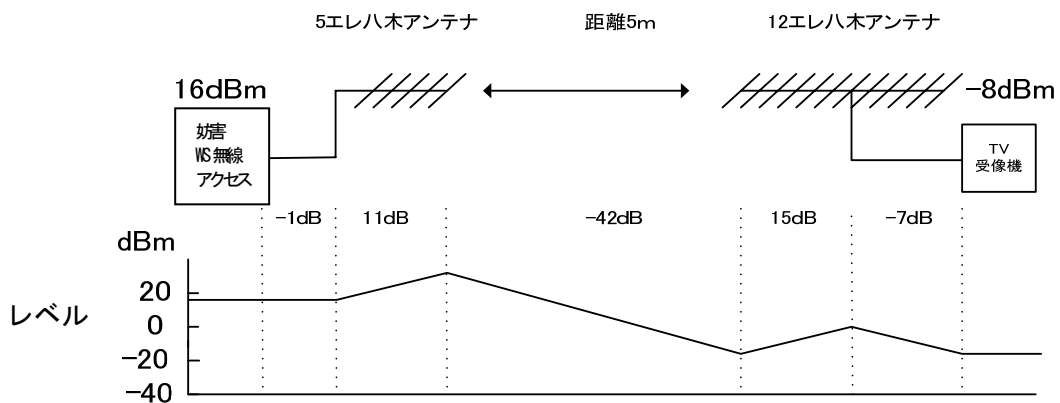 5エレ八木アンテナ
距離5m
12エレ八木アンテナ
16dBm
-8dBm
妨害
WS無線
アクセス
TV
受像機
-1dB
11dB
-42dB
15dB
-7dB
dBm
レベル
20
0
-20
-40